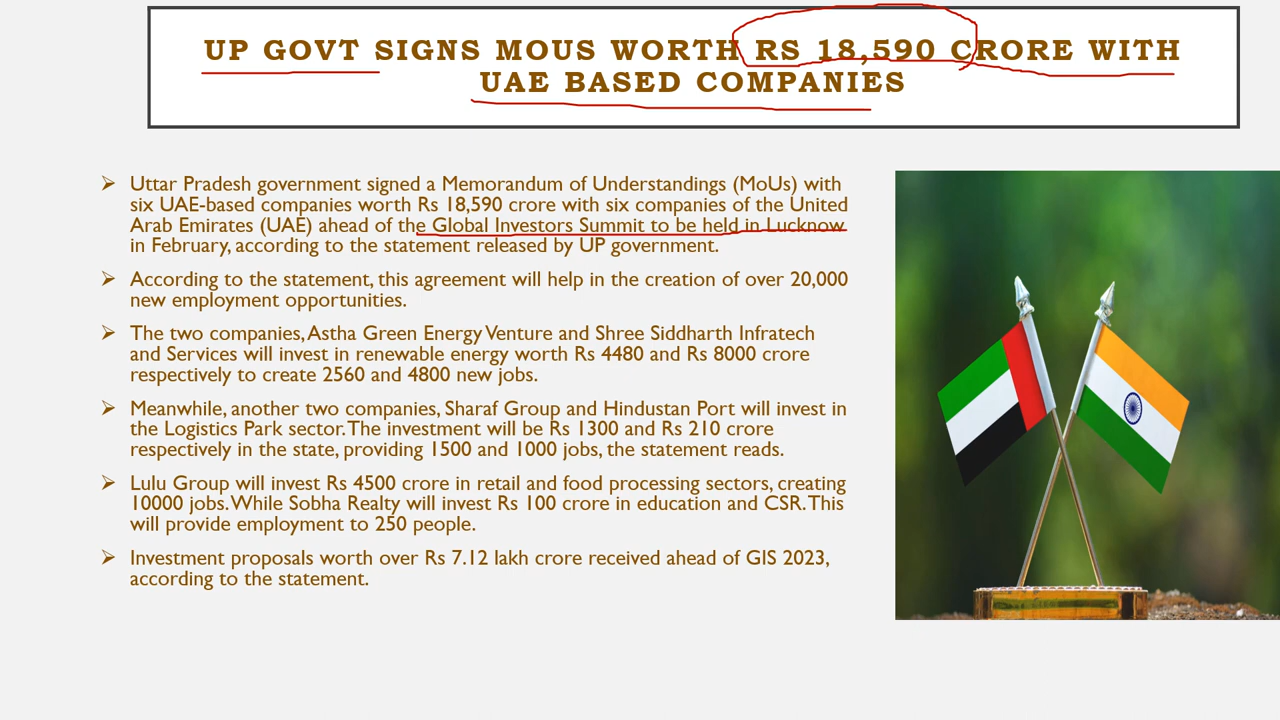 UP GOVT SIGNS MOUS WORTH RS 18,590 CRORE WITH
UAE BASED COMPANIES
Uttar Pradesh government signed a Memorandum of Understandings (MoUs) with
six UAE-based companies worth Rs 18,590 crore with six companies of the United
Arab Emirates (UAE) ahead of the Global Investors Summit to be held in Lucknow
in February, according to the statement released by UP government.
According to the statement, this agreement will help in the creation of over 20,000
new employment opportunities.
The two companies, Astha Green Energy Venture and Shree Siddharth Infratech
and Services will invest in renewable energy worth Rs 4480 and Rs 8000 crore
respectively to create 2560 and 4800 new jobs.
Meanwhile, another two companies, Sharaf Group and Hindustan Port will invest in
the Logistics Park sector. The investment will be Rs 1300 and Rs 210 crore
respectively in the state, providing 1500 and 1000 jobs, the statement reads.
Lulu Group will invest Rs 4500 crore in retail and food processing sectors, creating
10000 jobs. While Sobha Realty will invest Rs 100 crore in education and CSR. This
will provide employment to 250 people.
Investment proposals worth over Rs 7.12 lakh crore received ahead of GIS 2023,
according to the statement.